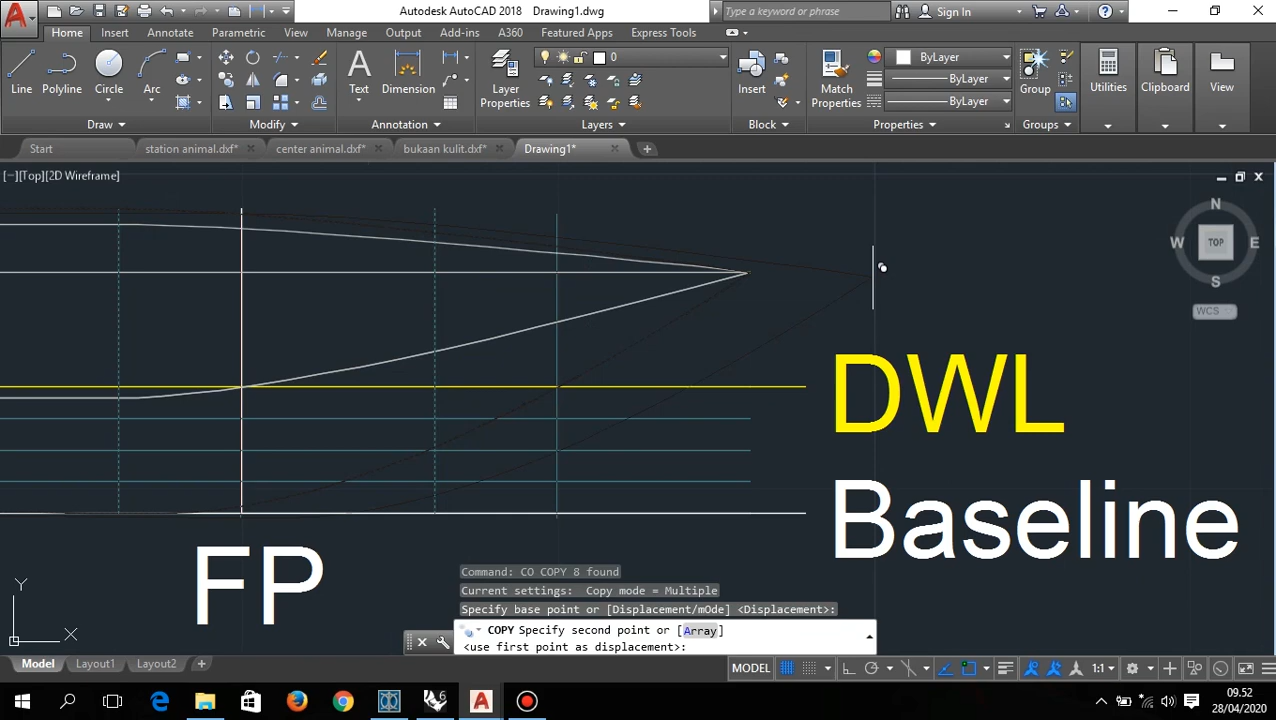 Autodesk AutoCAD 2018 Drawing1.dwg
Type a keyword or phrase
Sign In
Home Insert Annotate Parametric View Manage Output Add-ins A360 Featured Apps Express Tools
Line Polyline Circle Arc
Text Dimension
Layer Properties
0
Insert
Match Properties
ByLayer
ByLayer
ByLayer
Group
Utilities
Clipboard
View
Draw Modify Annotation Layers Block Properties Groups
Start station animal.dxf* center animal.dxf* bukaan kulit.dxf* Drawing1*
[−][Top][2D Wireframe]
N
W TOP E
S
WCS
DWL
Baseline
FP
Y
X
Command: CO COPY 8 found
Current settings: Copy mode = Multiple
Specify base point or [Displacement/mOde] <Displacement>:
COPY Specify second point or [Array]
<use first point as displacement>:
Model Layout1 Layout2
MODEL
1:1
09.52
28/04/2020